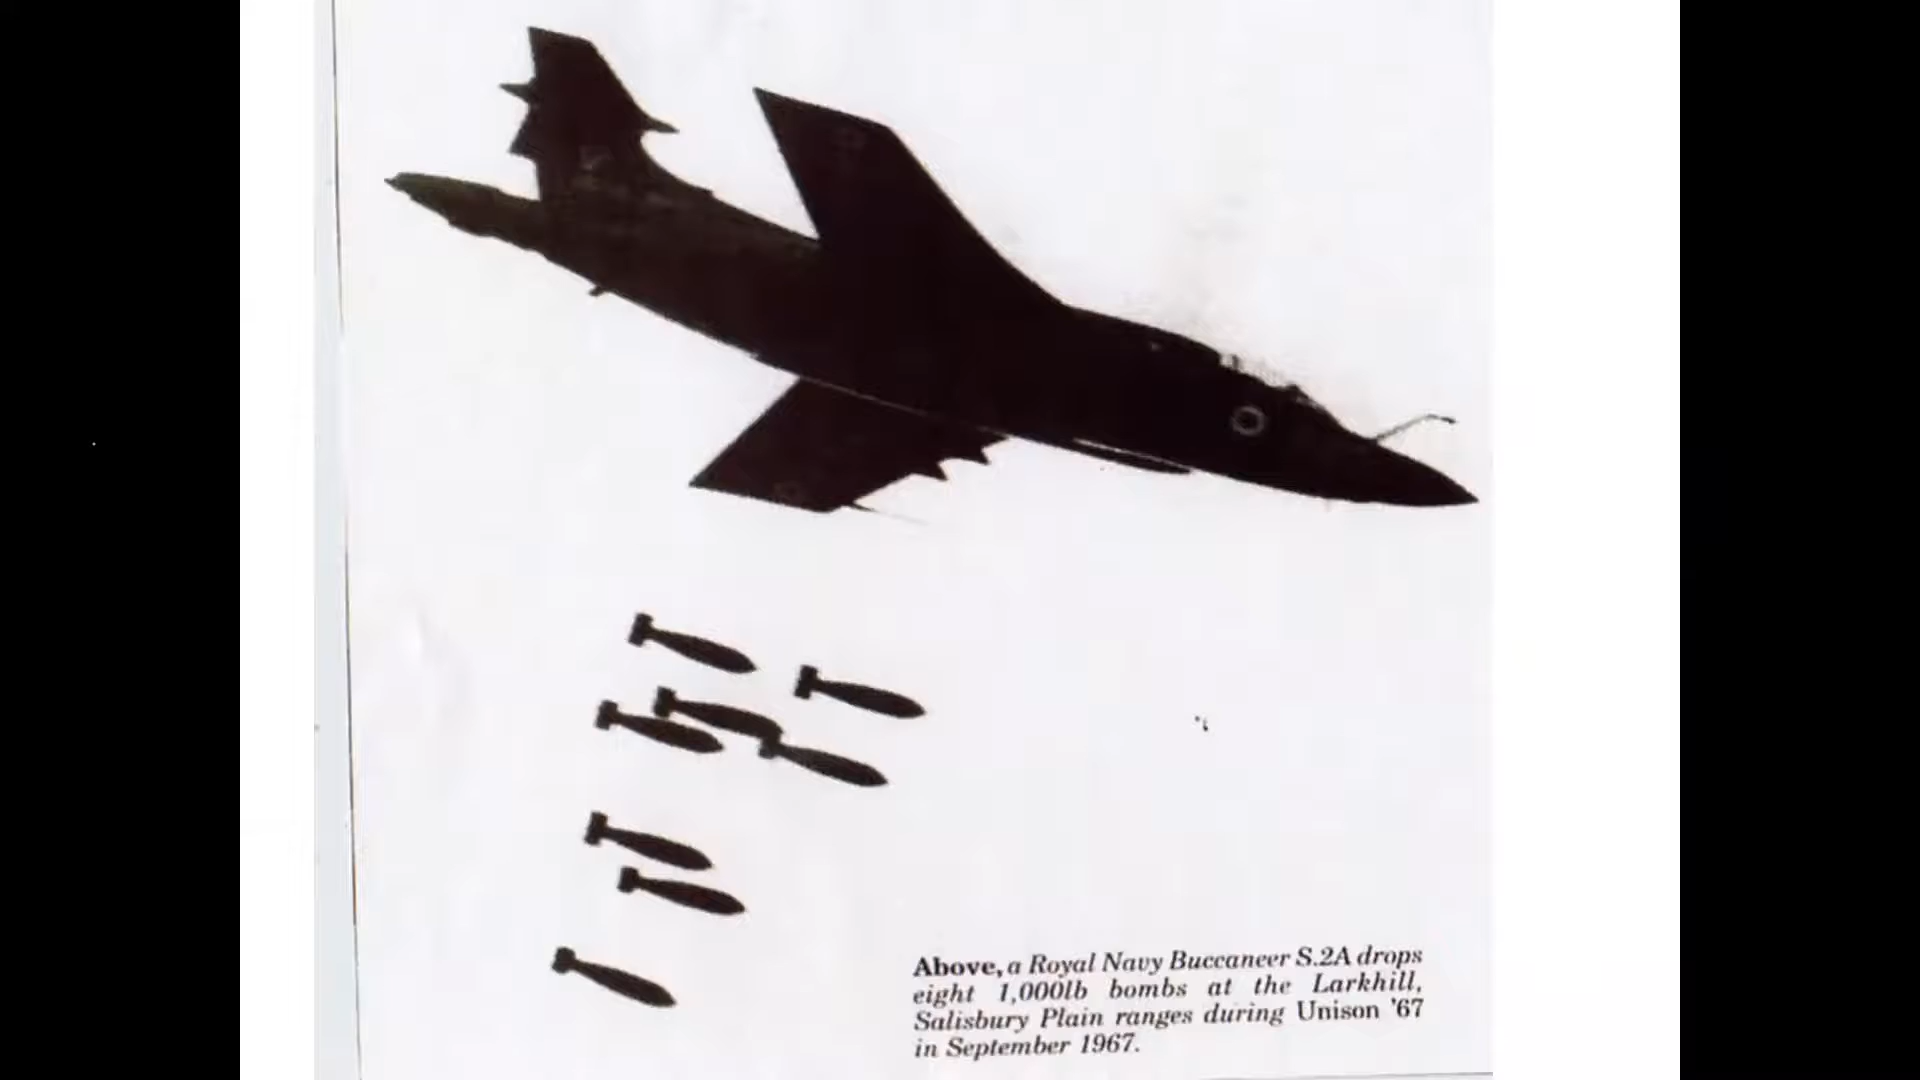 Above, a Royal Navy Buccaneer S.2A drops
eight 1,000lb bombs at the Larkhill,
Salisbury Plain ranges during Unison '67
in September 1967.